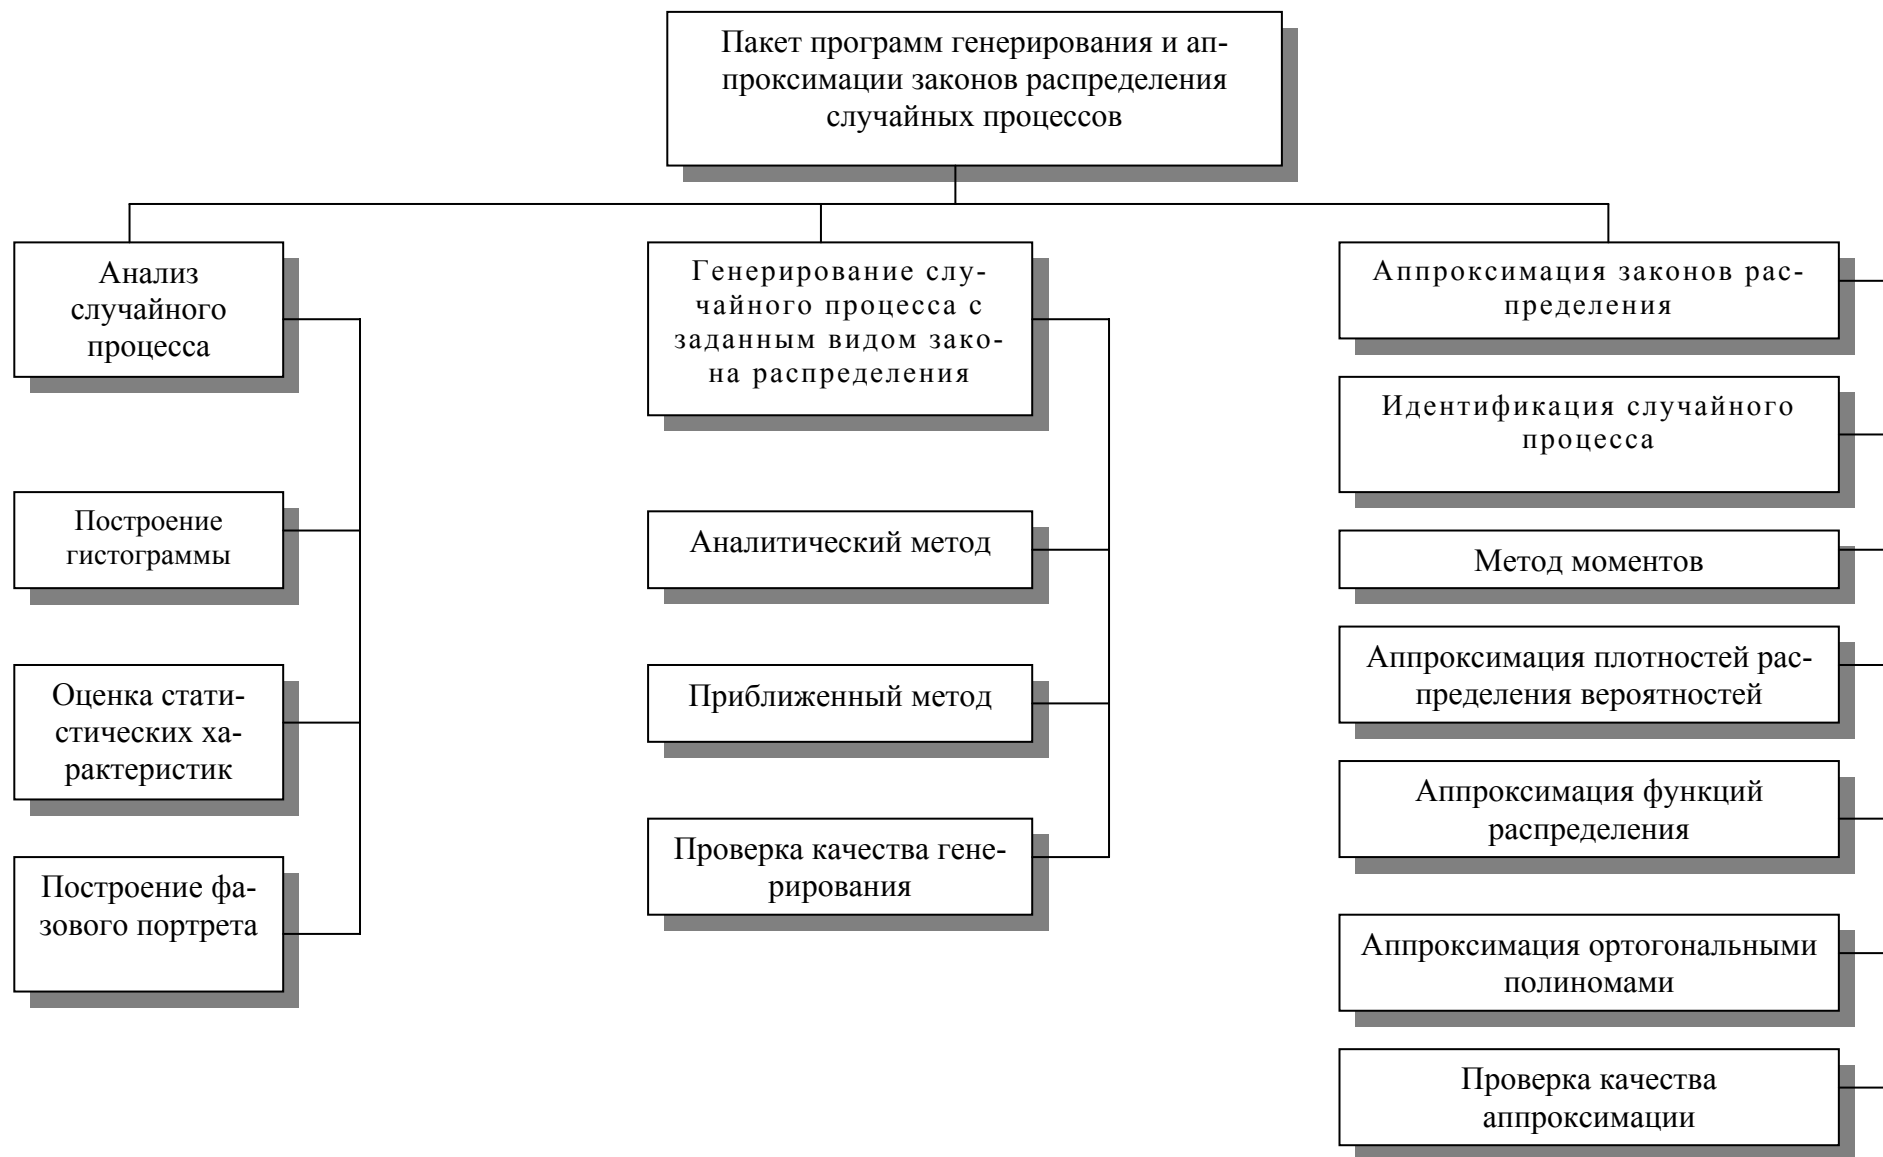 Пакет программ генерирования и ап-
проксимации законов распределения
случайных процессов
Анализ
случайного
процесса
Построение
гистограммы
Оценка стати-
стических ха-
рактеристик
Построение фа-
зового портрета
Генерирование слу-
чайного процесса с
заданным видом зако-
на распределения
Аналитический метод
Приближенный метод
Проверка качества гене-
рирования
Аппроксимация законов рас-
пределения
Идентификация случайного
процесса
Метод моментов
Аппроксимация плотностей рас-
пределения вероятностей
Аппроксимация функций
распределения
Аппроксимация ортогональными
полиномами
Проверка качества
аппроксимации